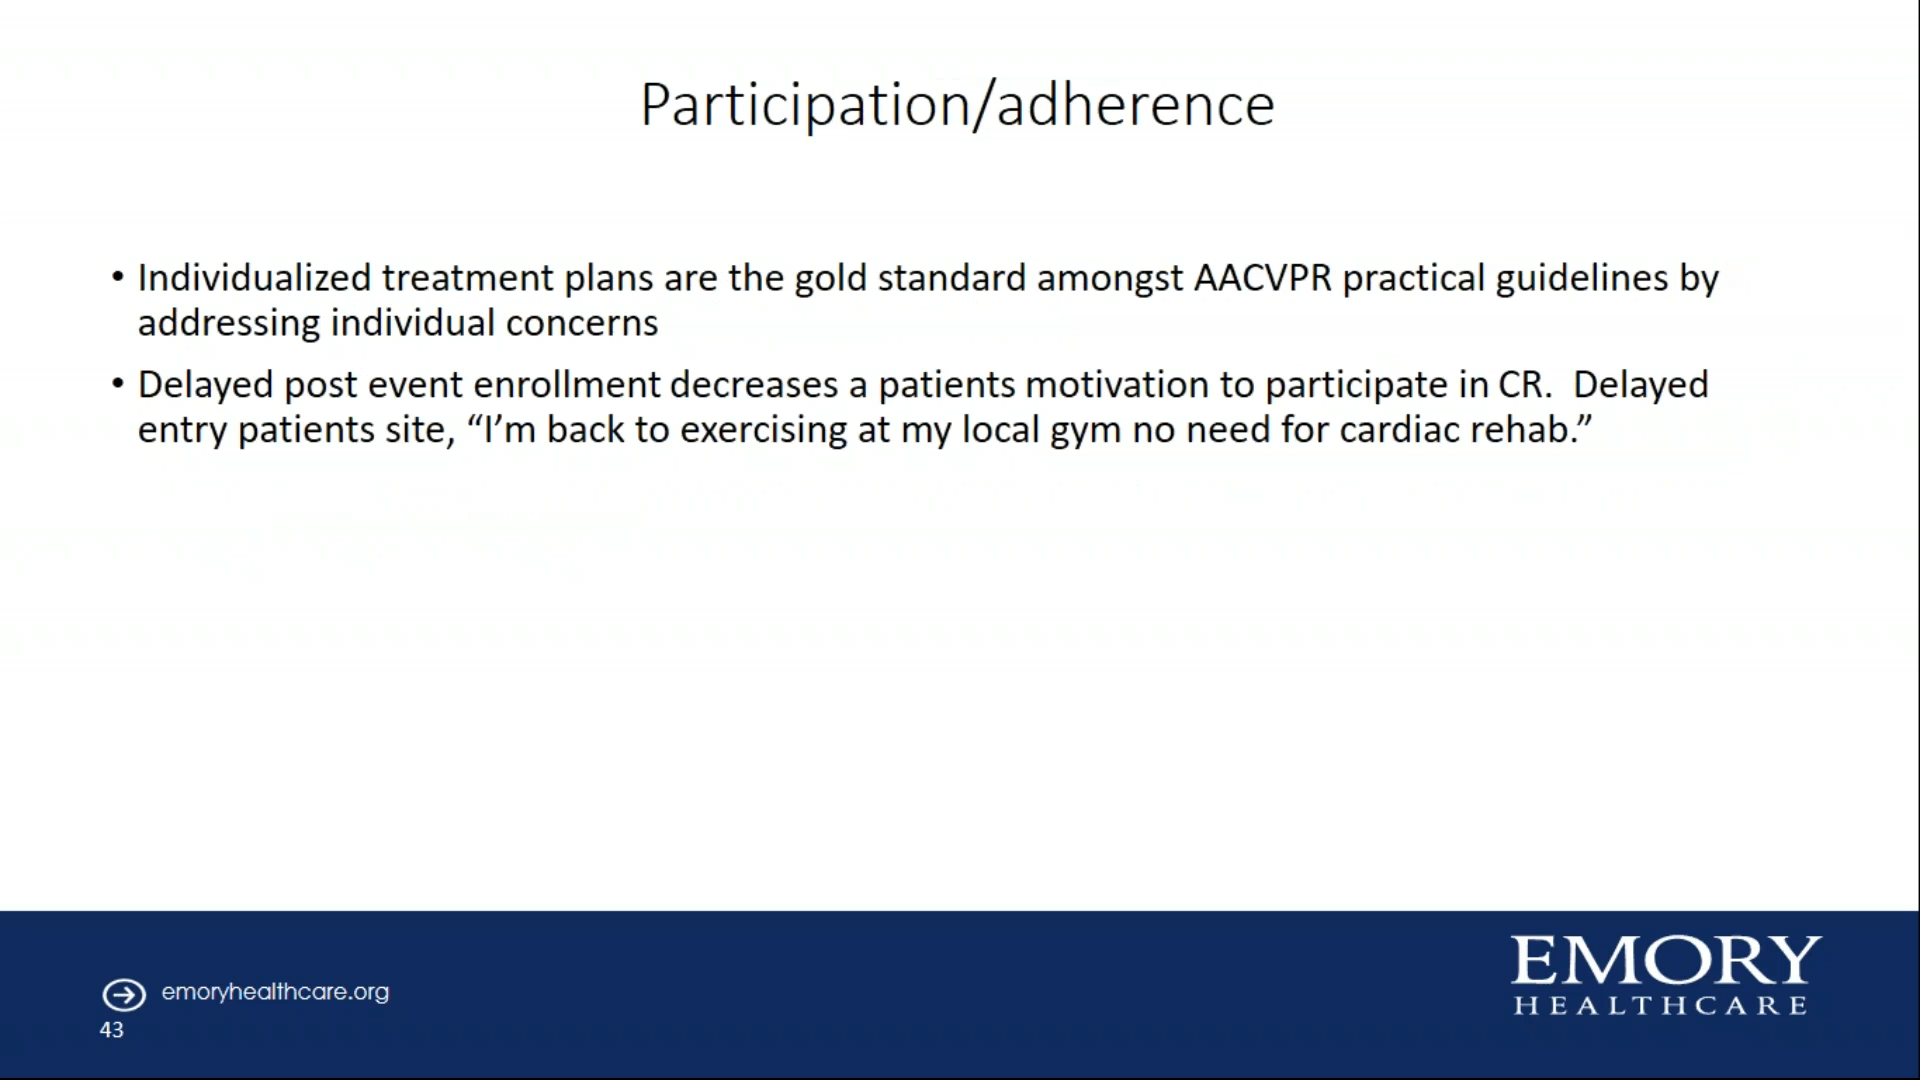 Participation/adherence
• Individualized treatment plans are the gold standard amongst AACVPR practical guidelines by
addressing individual concerns
• Delayed post event enrollment decreases a patients motivation to participate in CR.  Delayed
entry patients site, “I’m back to exercising at my local gym no need for cardiac rehab.”
emoryhealthcare.org
43
EMORY
HEALTHCARE